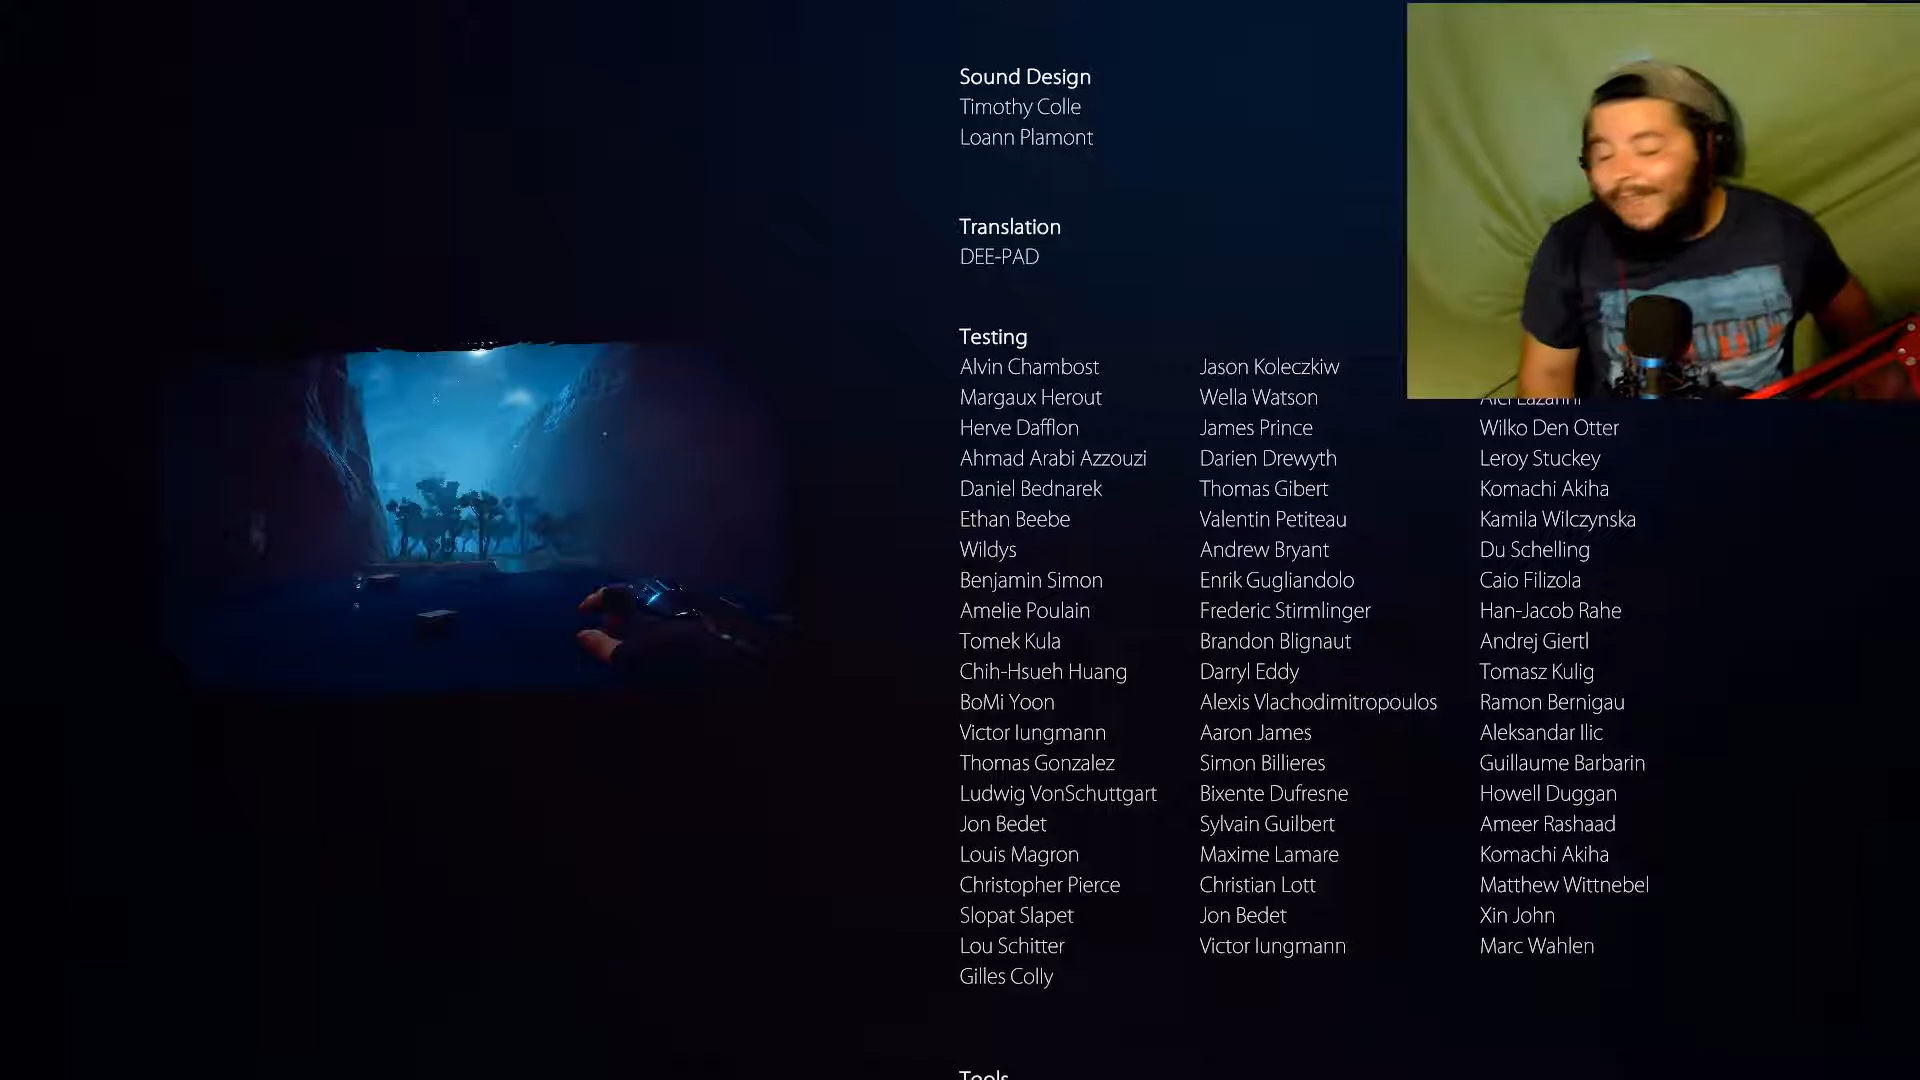 Sound Design
Timothy Colle
Loann Plamont
Translation
DEE-PAD
Testing
Alvin Chambost
Margaux Herout
Herve Dafflon
Ahmad Arabi Azzouzi
Daniel Bednarek
Ethan Beebe
Wildys
Benjamin Simon
Amelie Poulain
Tomek Kula
Chih-Hsueh Huang
BoMi Yoon
Victor Iungmann
Thomas Gonzalez
Ludwig VonSchuttgart
Jon Bedet
Louis Magron
Christopher Pierce
Slopat Slapet
Lou Schitter
Gilles Colly
Jason Koleczkiw
Wella Watson
James Prince
Darien Drewyth
Thomas Gibert
Valentin Petiteau
Andrew Bryant
Enrik Gugliandolo
Frederic Stirmlinger
Brandon Blignaut
Darryl Eddy
Alexis Vlachodimitropoulos
Aaron James
Simon Billieres
Bixente Dufresne
Sylvain Guilbert
Maxime Lamare
Christian Lott
Jon Bedet
Victor Iungmann
Wilko Den Otter
Leroy Stuckey
Komachi Akiha
Kamila Wilczynska
Du Schelling
Caio Filizola
Han-Jacob Rahe
Andrej Giertl
Tomasz Kulig
Ramon Bernigau
Aleksandar Ilic
Guillaume Barbarin
Howell Duggan
Ameer Rashaad
Komachi Akiha
Matthew Wittnebel
Xin John
Marc Wahlen
Tools